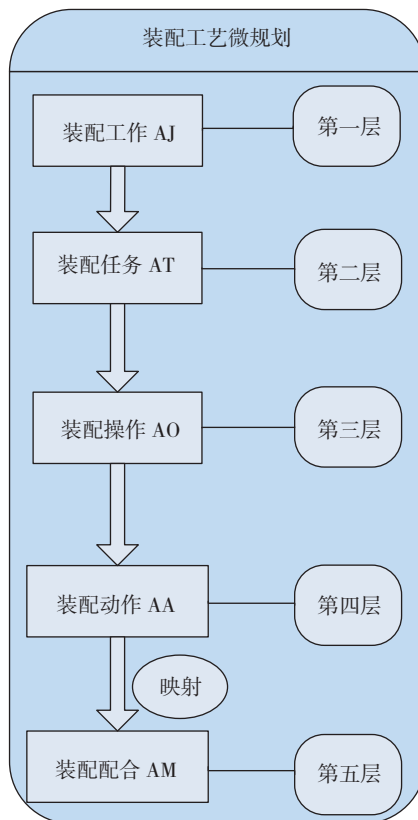 装配工艺微规划
装配工作 AJ
第一层
装配任务 AT
第二层
装配操作 AO
第三层
装配动作 AA
第四层
映射
装配配合 AM
第五层